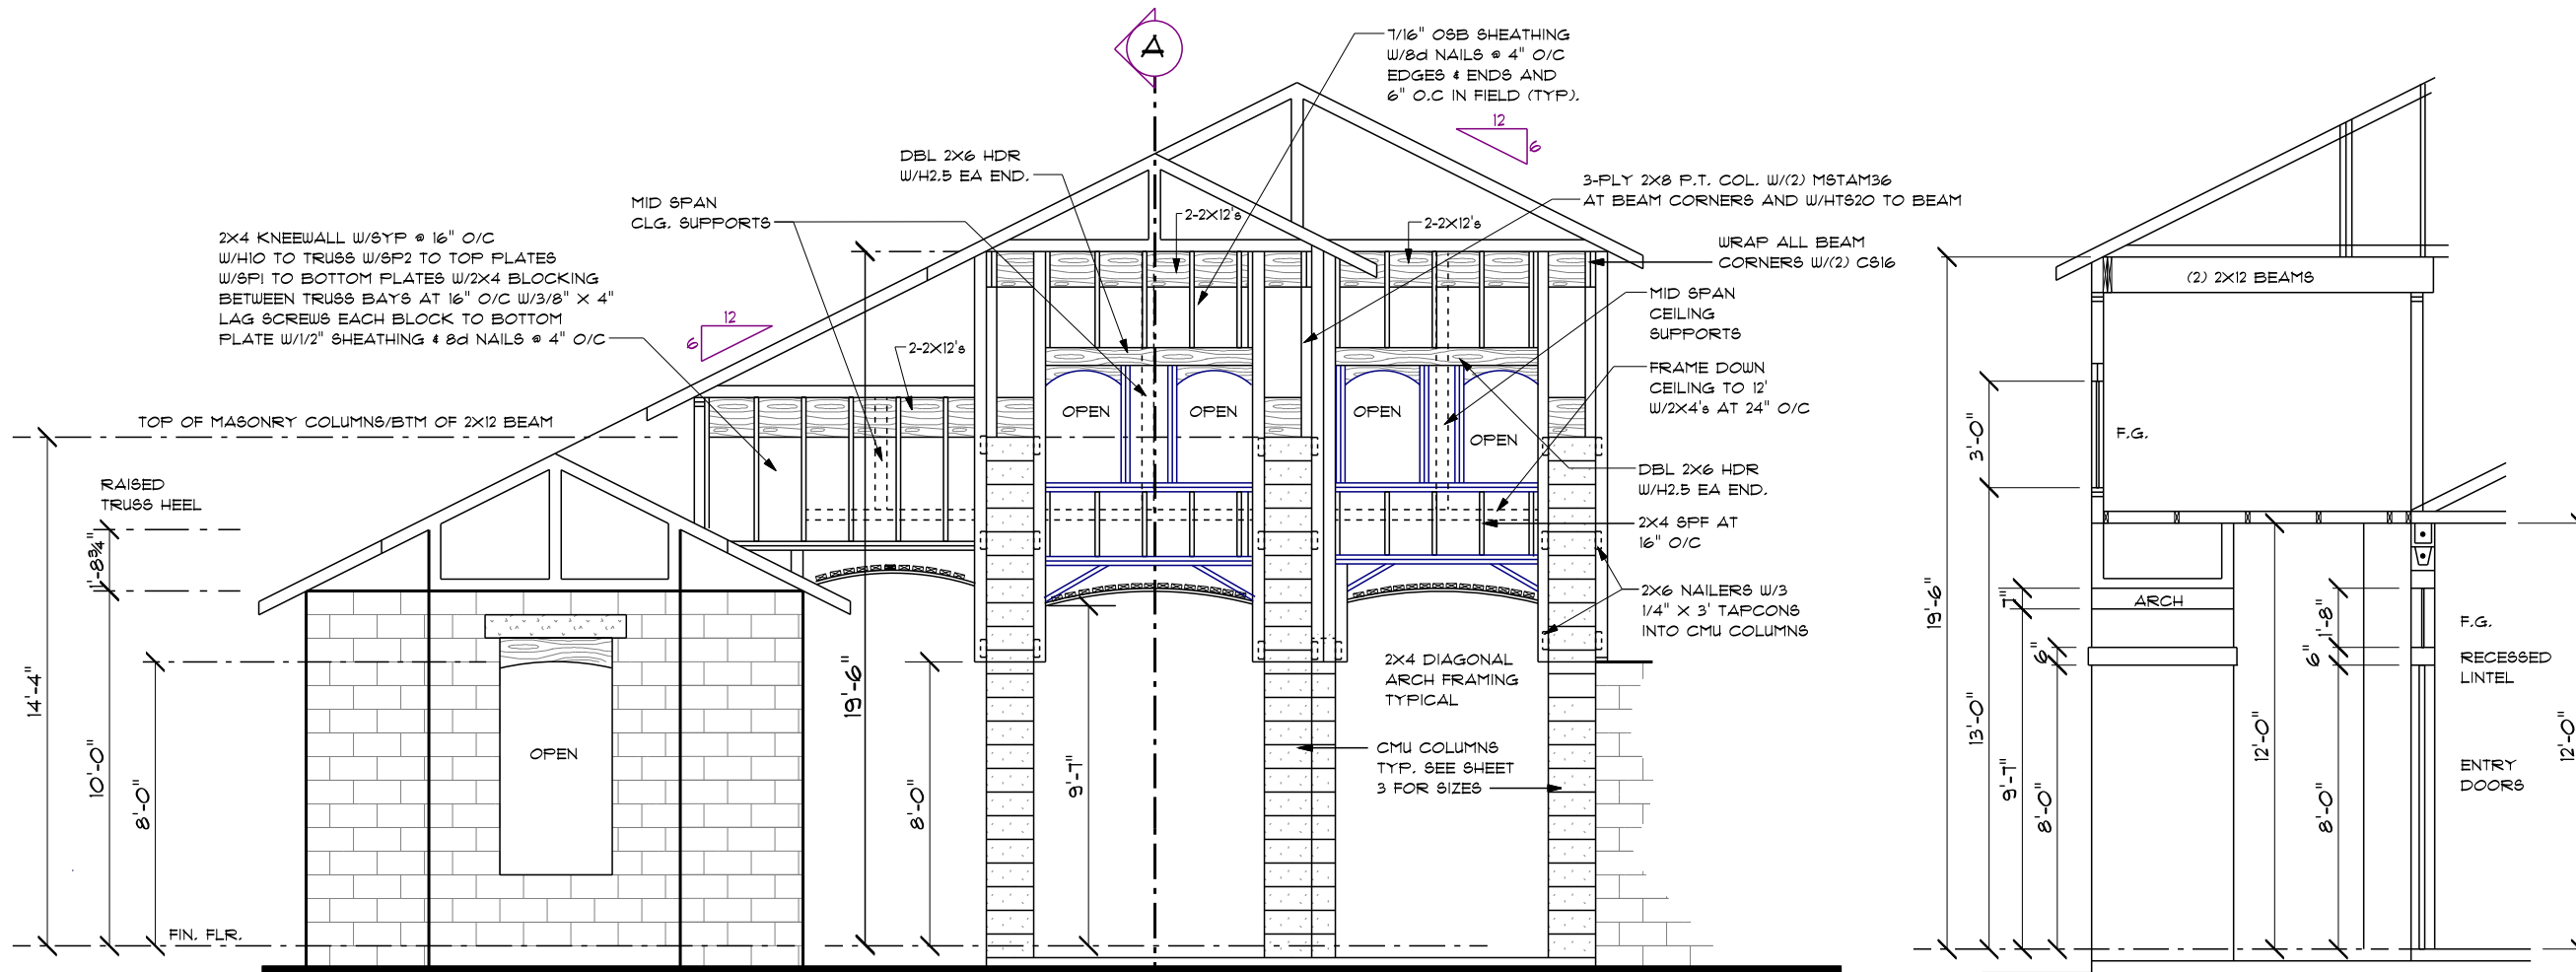 A
7/16" OSB SHEATHING
W/8d NAILS @ 4" O/C
EDGES & ENDS AND
6" O.C IN FIELD (TYP).
12
6
DBL 2X6 HDR
W/H2.5 EA END.
MID SPAN
CLG. SUPPORTS
2-2X12's
2-2X12's
3-PLY 2X8 P.T. COL. W/(2) MSTAM36
AT BEAM CORNERS AND W/HTS20 TO BEAM
WRAP ALL BEAM
CORNERS W/(2) CS16
2X4 KNEEWALL W/SYP @ 16" O/C
W/H10 TO TRUSS W/SP2 TO TOP PLATES
W/SP1 TO BOTTOM PLATES W/2X4 BLOCKING
BETWEEN TRUSS BAYS AT 16" O/C W/3/8" X 4"
LAG SCREWS EACH BLOCK TO BOTTOM
PLATE W/1/2" SHEATHING & 8d NAILS @ 4" O/C
12
6
2-2X12's
MID SPAN
CEILING
SUPPORTS
FRAME DOWN
CEILING TO 12'
W/2X4's AT 24" O/C
TOP OF MASONRY COLUMNS/BTM OF 2X12 BEAM
OPEN
OPEN
OPEN
OPEN
DBL 2X6 HDR
W/H2.5 EA END.
2X4 SPF AT
16" O/C
2X6 NAILERS W/3
1/4" X 3' TAPCONS
INTO CMU COLUMNS
RAISED
TRUSS HEEL
1'-8¾"
14'-4"
10'-0"
8'-0"
FIN. FLR.
OPEN
19'-6"
8'-0"
9'-7"
2X4 DIAGONAL
ARCH FRAMING
TYPICAL
CMU COLUMNS
TYP. SEE SHEET
3 FOR SIZES
(2) 2X12 BEAMS
3'-0"
F.G.
19'-6"
13'-0"
7"
9'-7"
6"
8'-0"
ARCH
12'-0"
1'-8"
6"
8'-0"
F.G.
RECESSED
LINTEL
ENTRY
DOORS
12'-0"